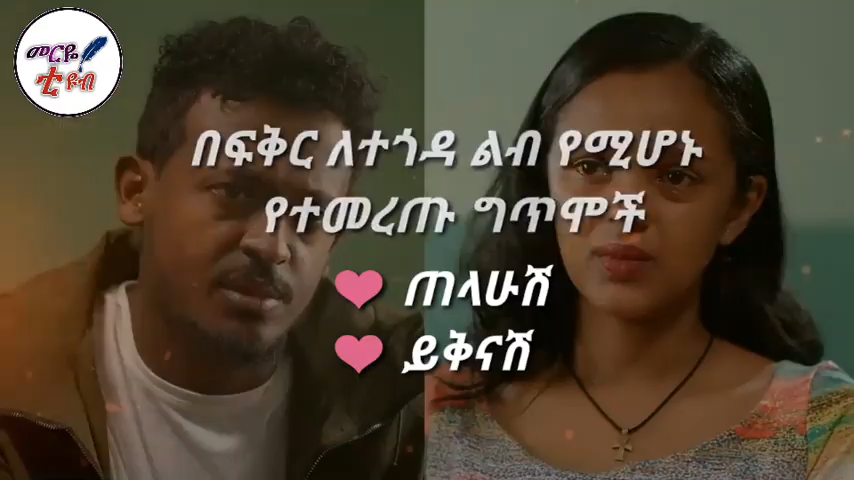 መርዬ
ቲዩብ
በፍቅር ለተጎዳ ልብ የሚሆኑ
የተመረጡ ግጥሞች
ጠላሁሽ
ይቅናሽ